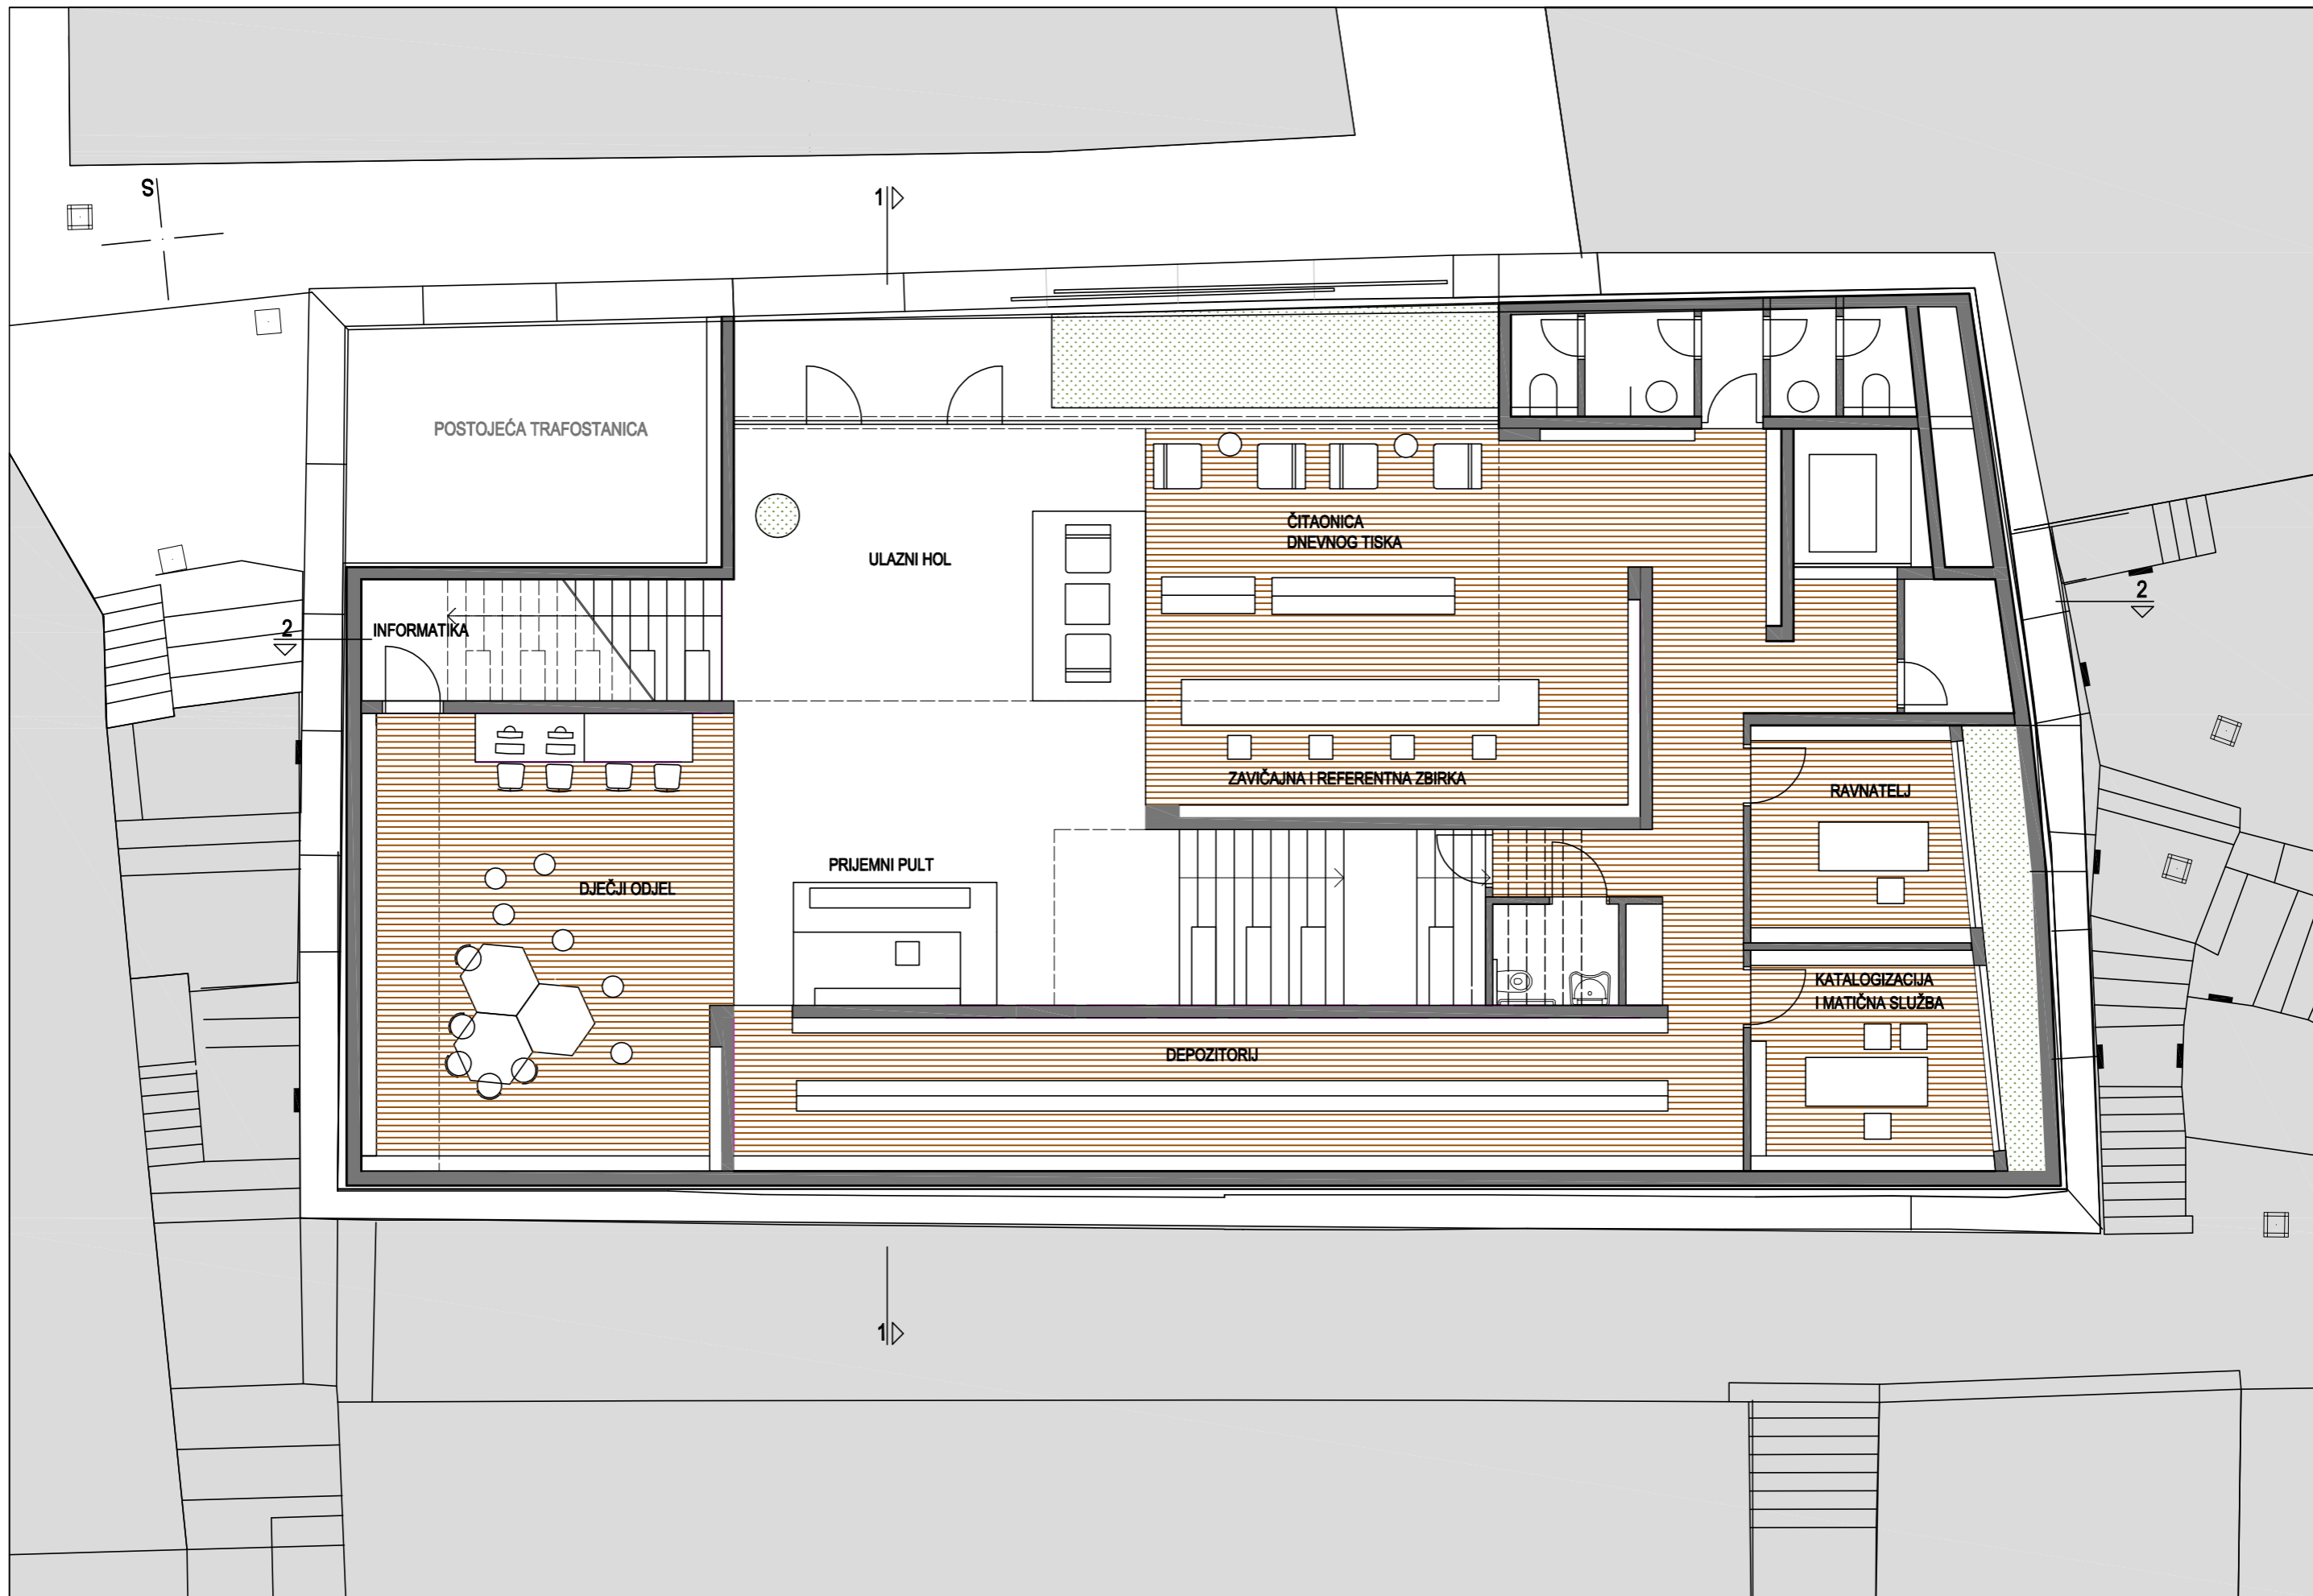 S
1
POSTOJEĆA TRAFOSTANICA
ČITAONICA
DNEVNOG TISKA
ULAZNI HOL
2
INFORMATIKA
2
ZAVIČAJNA I REFERENTNA ZBIRKA
RAVNATELJ
PRIJEMNI PULT
DJEČJI ODJEL
KATALOGIZACIJA
I MATIČNA SLUŽBA
DEPOZITORIJ
1